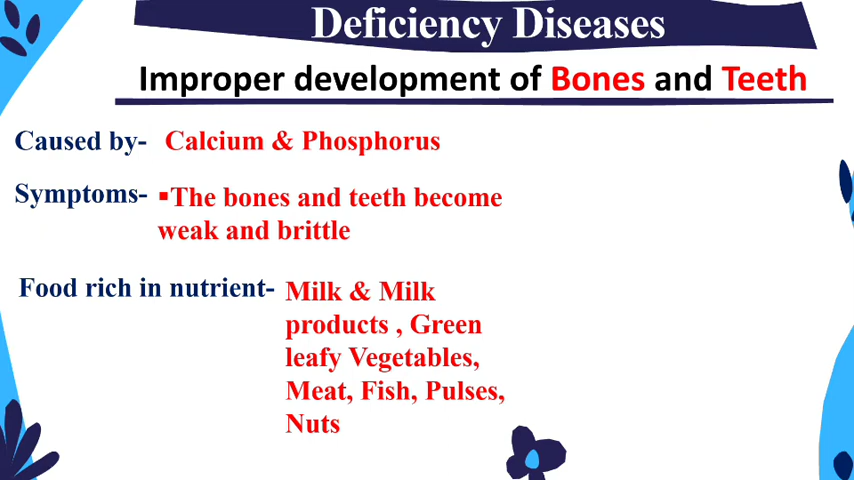 Deficiency Diseases
Improper development of Bones and Teeth
Caused by- Calcium & Phosphorus
Symptoms- ▪The bones and teeth become
weak and brittle
Food rich in nutrient- Milk & Milk
products , Green
leafy Vegetables,
Meat, Fish, Pulses,
Nuts